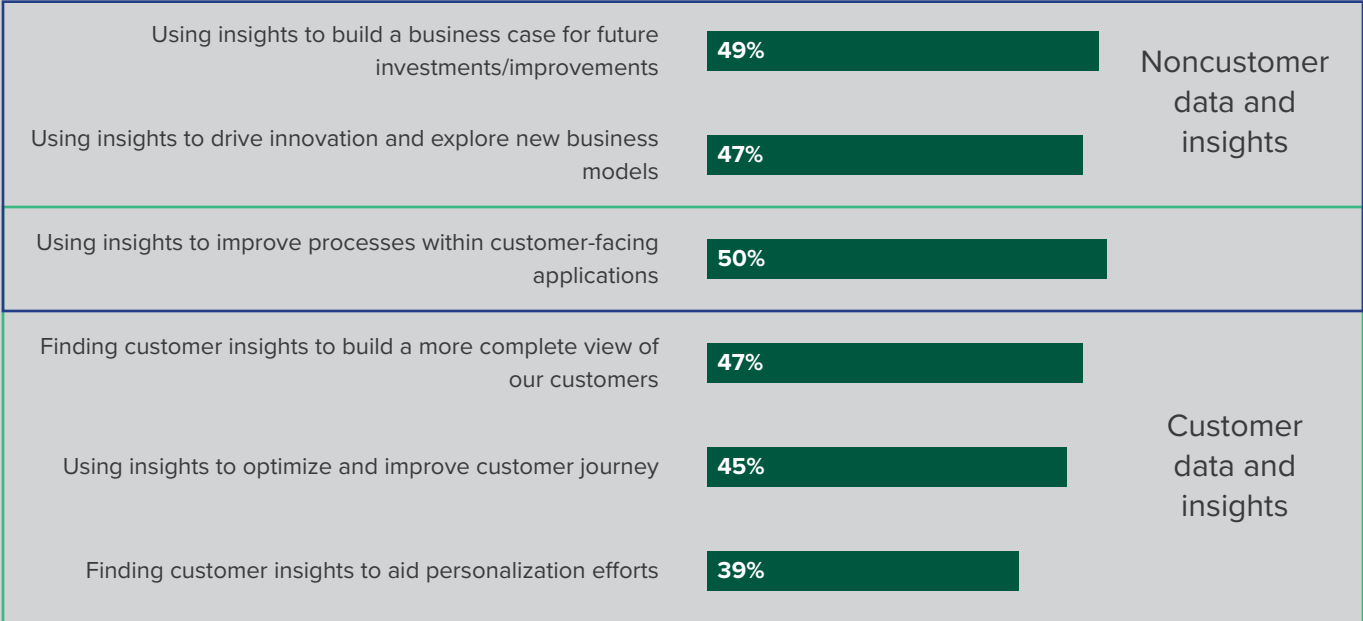 Using insights to build a business case for future
investments/improvements
49%
Noncustomer
data and
insights
Using insights to drive innovation and explore new business
models
47%
Using insights to improve processes within customer-facing
applications
50%
Finding customer insights to build a more complete view of
our customers
47%
Customer
data and
insights
Using insights to optimize and improve customer journey
45%
Finding customer insights to aid personalization efforts
39%